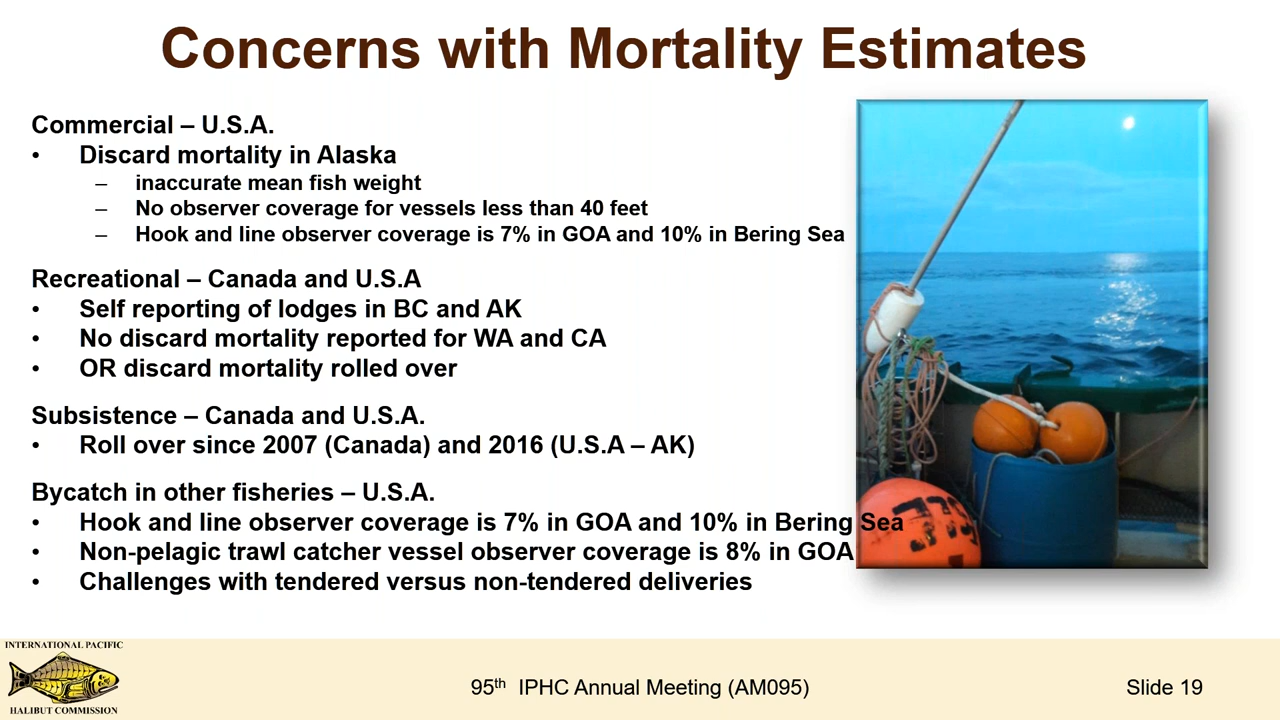 Concerns with Mortality Estimates
Commercial – U.S.A.
• Discard mortality in Alaska
– inaccurate mean fish weight
– No observer coverage for vessels less than 40 feet
– Hook and line observer coverage is 7% in GOA and 10% in Bering Sea
Recreational – Canada and U.S.A
• Self reporting of lodges in BC and AK
• No discard mortality reported for WA and CA
• OR discard mortality rolled over
Subsistence – Canada and U.S.A.
• Roll over since 2007 (Canada) and 2016 (U.S.A – AK)
Bycatch in other fisheries – U.S.A.
• Hook and line observer coverage is 7% in GOA and 10% in Bering Sea
• Non-pelagic trawl catcher vessel observer coverage is 8% in GOA
• Challenges with tendered versus non-tendered deliveries
INTERNATIONAL PACIFIC
HALIBUT COMMISSION
95th IPHC Annual Meeting (AM095)
Slide 19